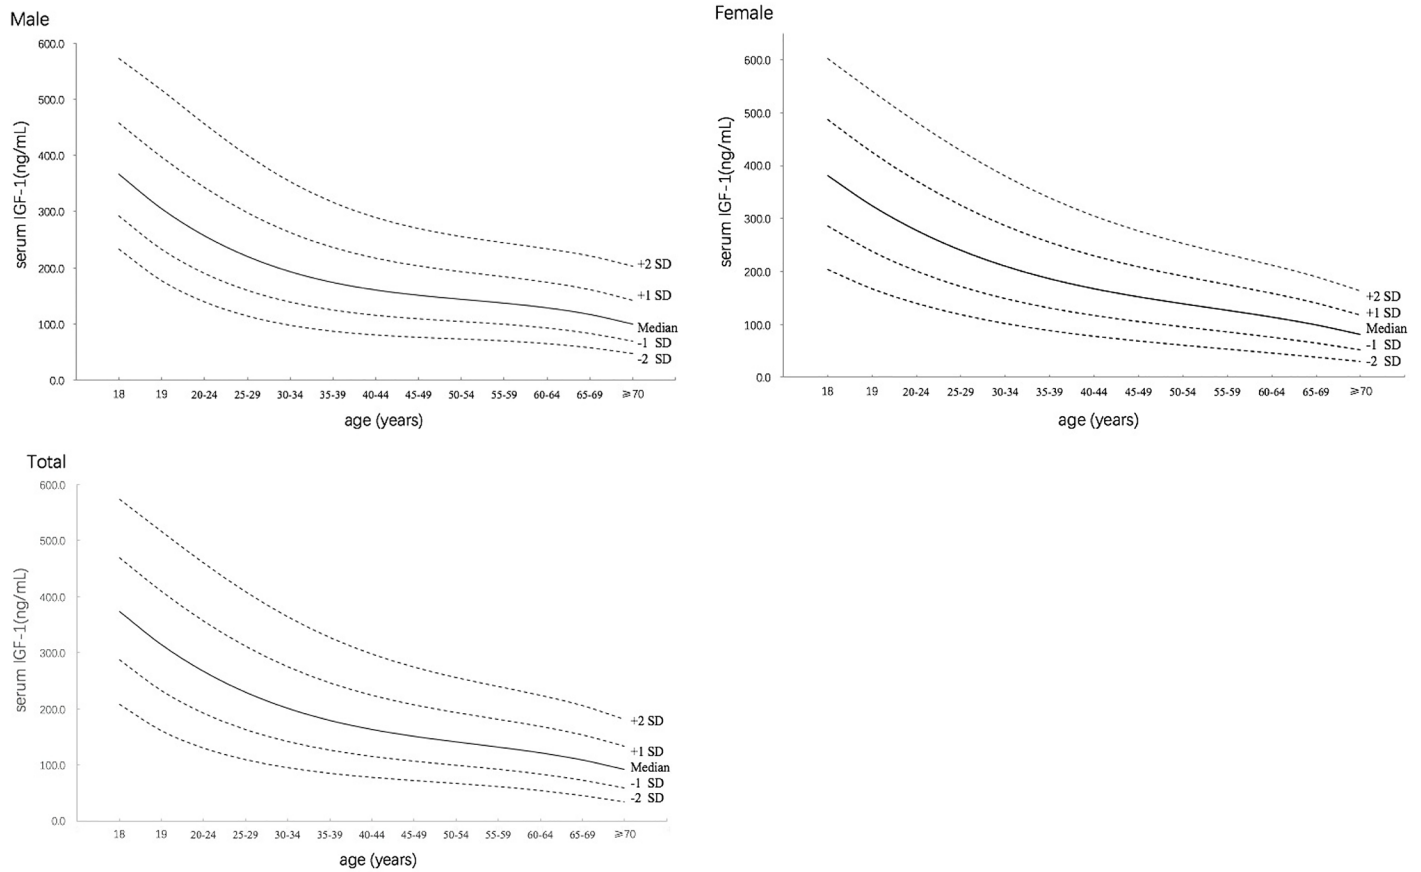 Male
600.0
500.0
400.0
300.0
200.0
100.0
0.0
serum IGF-1(ng/mL)
+2 SD
+1 SD
Median
-1 SD
-2 SD
18 19 20-24 25-29 30-34 35-39 40-44 45-49 50-54 55-59 60-64 65-69 ≥70
age (years)
Female
600.0
500.0
400.0
300.0
200.0
100.0
0.0
serum IGF-1(ng/mL)
+2 SD
+1 SD
Median
-1 SD
-2 SD
18 19 20-24 25-29 30-34 35-39 40-44 45-49 50-54 55-59 60-64 65-69 ≥70
age (years)
Total
600.0
500.0
400.0
300.0
200.0
100.0
0.0
serum IGF-1(ng/mL)
+2 SD
+1 SD
Median
-1 SD
-2 SD
18 19 20-24 25-29 30-34 35-39 40-44 45-49 50-54 55-59 60-64 65-69 ≥70
age (years)